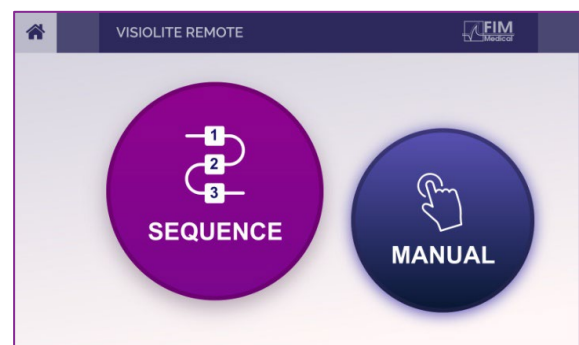 VISIOLITE REMOTE
FIM
Medical
1
2
3
SEQUENCE
MANUAL